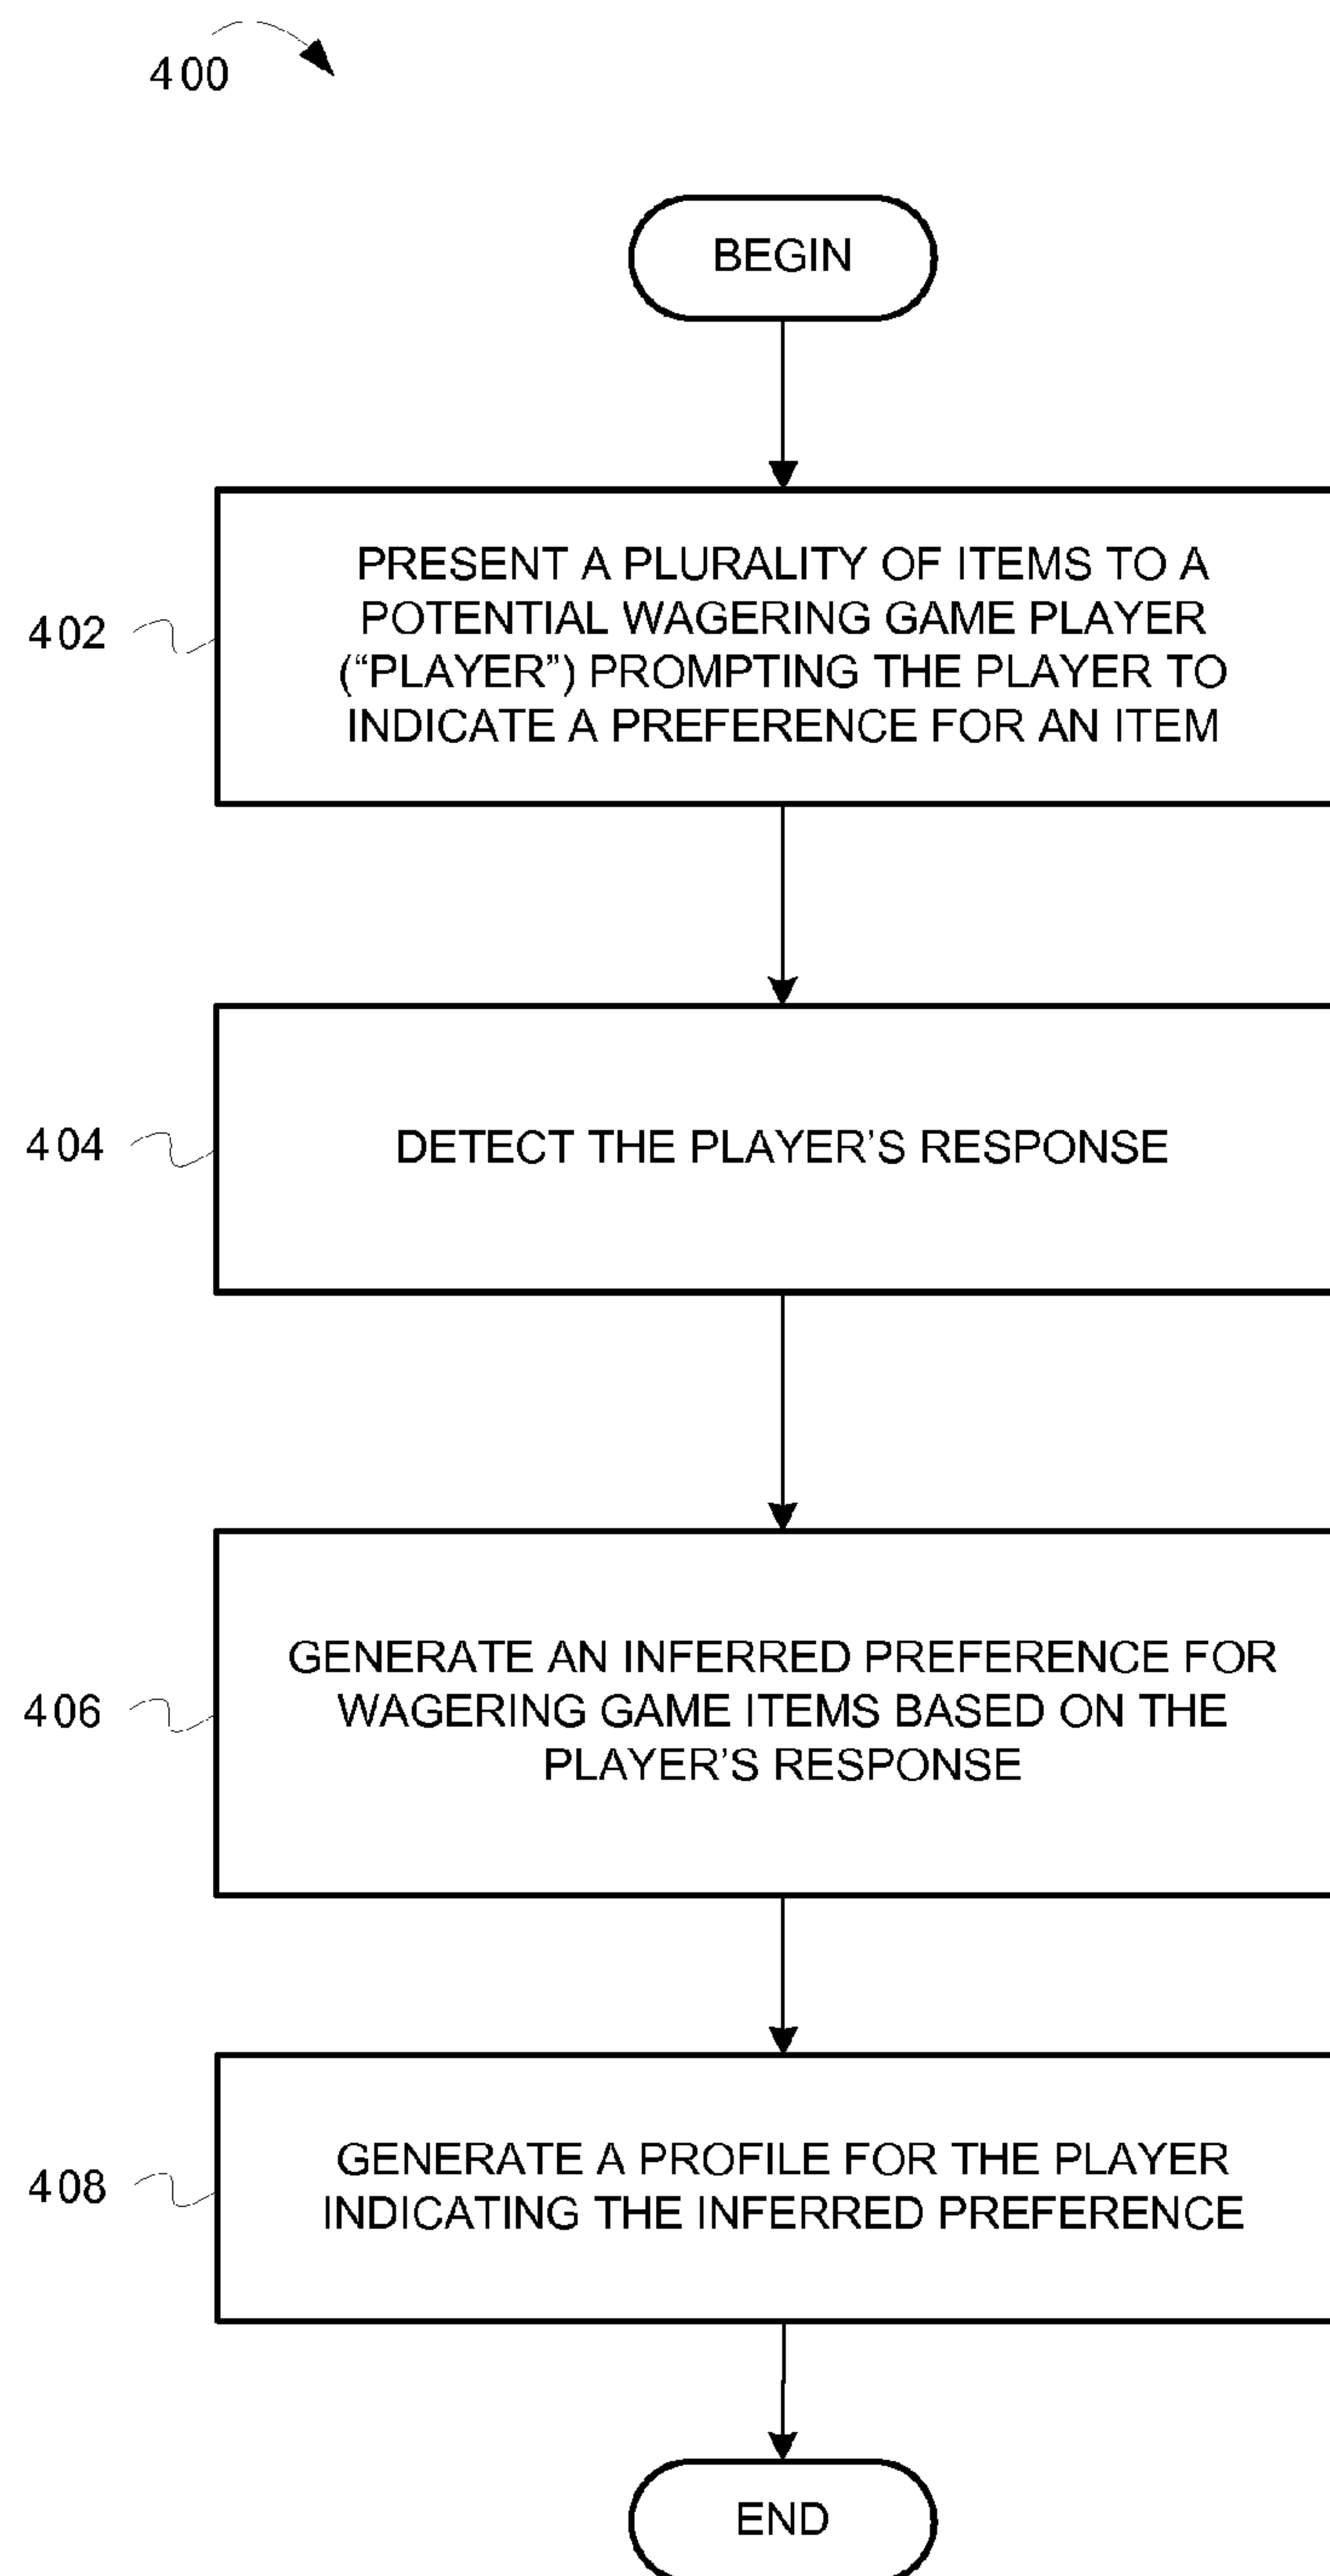 400
BEGIN
402
PRESENT A PLURALITY OF ITEMS TO A
POTENTIAL WAGERING GAME PLAYER
(“PLAYER”) PROMPTING THE PLAYER TO
INDICATE A PREFERENCE FOR AN ITEM
404
DETECT THE PLAYER’S RESPONSE
406
GENERATE AN INFERRED PREFERENCE FOR
WAGERING GAME ITEMS BASED ON THE
PLAYER’S RESPONSE
408
GENERATE A PROFILE FOR THE PLAYER
INDICATING THE INFERRED PREFERENCE
END